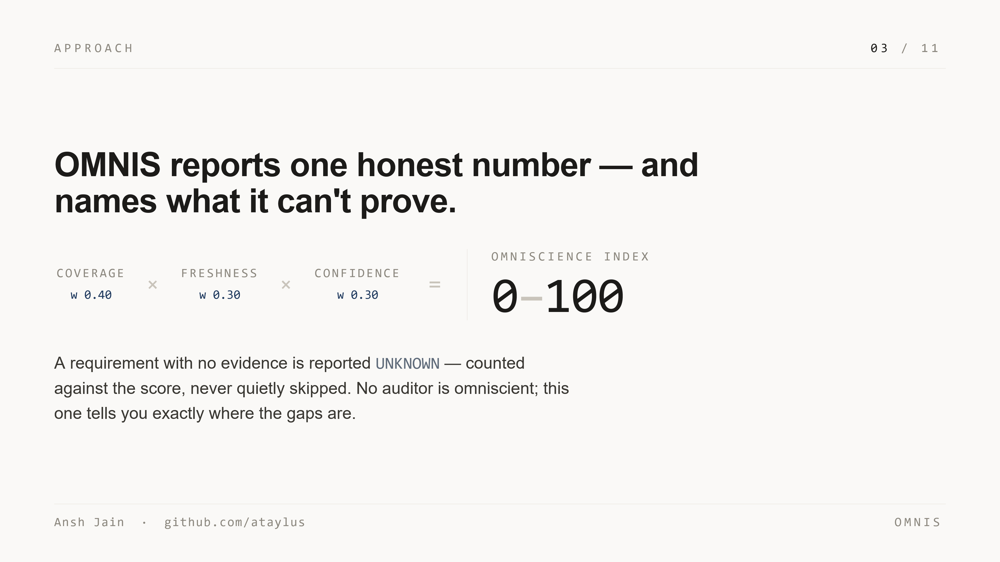 APPROACH
03 / 11
OMNIS reports one honest number — and
names what it can't prove.
OMNISCIENCE INDEX
COVERAGE × FRESHNESS × CONFIDENCE =
w 0.40 w 0.30 w 0.30
0–100
A requirement with no evidence is reported UNKNOWN — counted
against the score, never quietly skipped. No auditor is omniscient; this
one tells you exactly where the gaps are.
Ansh Jain · github.com/ataylus
OMNIS